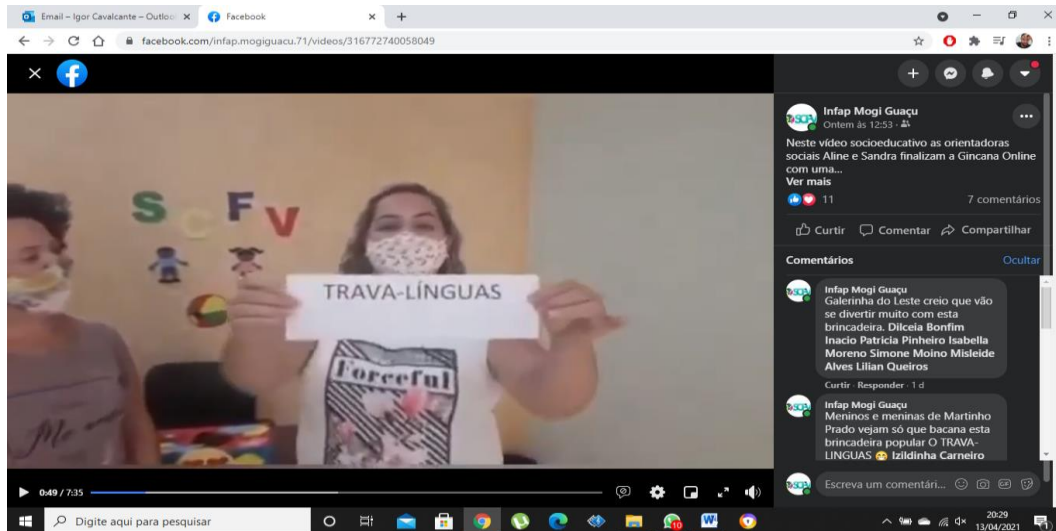 Email – Igor Cavalcante – Outloo
Facebook
facebook.com/infap.mogiguacu.71/videos/316772740058049
S C F V
TRAVA-LÍNGUAS
Forceful
Me
0:49 / 7:35
Infap Mogi Guaçu
Ontem às 12:53
Neste vídeo socioeducativo as orientadoras
sociais Aline e Sandra finalizam a Gincana Online
com uma...
Ver mais
11
7 comentários
Curtir Comentar Compartilhar
Comentários
Ocultar
Infap Mogi Guaçu
Galerinha do Leste creio que vão
se divertir muito com esta
brincadeira. Dilceia Bonfim
Inacio Patricia Pinheiro Isabella
Moreno Simone Moino Misleide
Alves Lilian Queiros
Curtir · Responder · 1 d
Infap Mogi Guaçu
Meninos e meninas de Martinho
Prado vejam só que bacana esta
brincadeira popular O TRAVA-
LINGUAS Izildinha Carneiro
Escreva um comentári...
GIF
Digite aqui para pesquisar
10
20:29
13/04/2021